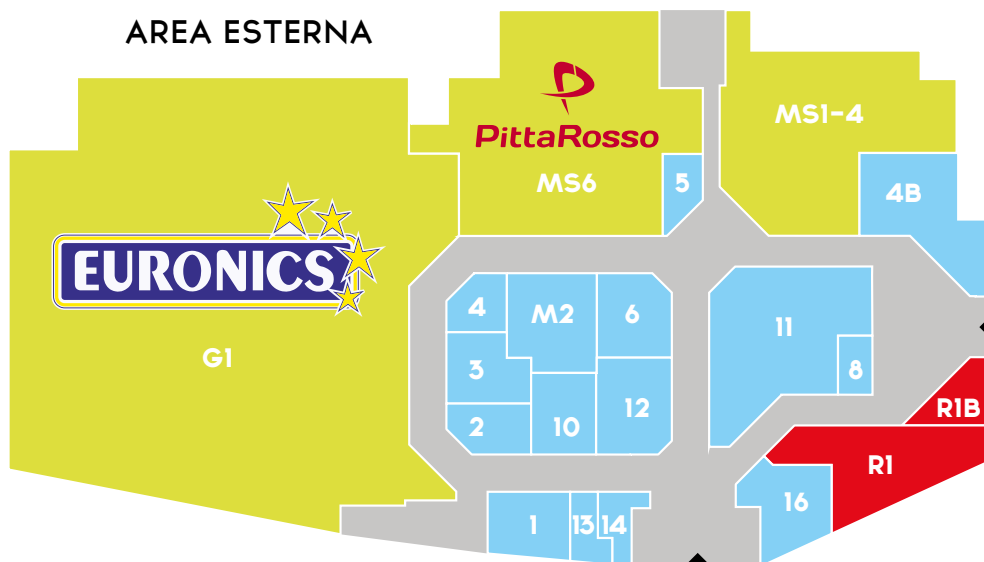 AREA ESTERNA
PittaRosso
MS1-4
MS6
5
4B
EURONICS
4
M2
6
11
G1
3
8
2
10
12
R1B
R1
1
13
14
16